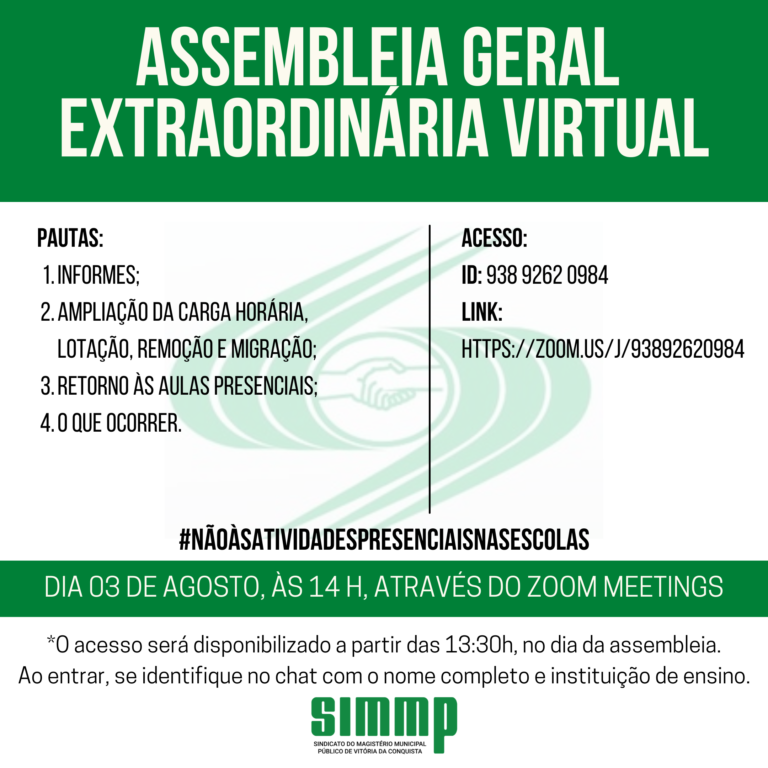 ASSEMBLEIA GERAL
EXTRAORDINÁRIA VIRTUAL
PAUTAS:
1. INFORMES;
2. AMPLIAÇÃO DA CARGA HORÁRIA,
LOTAÇÃO, REMOÇÃO E MIGRAÇÃO;
3. RETORNO ÀS AULAS PRESENCIAIS;
4. O QUE OCORRER.
ACESSO:
ID: 938 9262 0984
LINK:
HTTPS://ZOOM.US/J/93892620984
#NÃOÀSATIVIDADESPRESENCIAISNASESCOLAS
DIA 03 DE AGOSTO, ÀS 14 H, ATRAVÉS DO ZOOM MEETINGS
*O acesso será disponibilizado a partir das 13:30h, no dia da assembleia.
Ao entrar, se identifique no chat com o nome completo e instituição de ensino.
SIMMP
SINDICATO DO MAGISTÉRIO MUNICIPAL
PÚBLICO DE VITÓRIA DA CONQUISTA